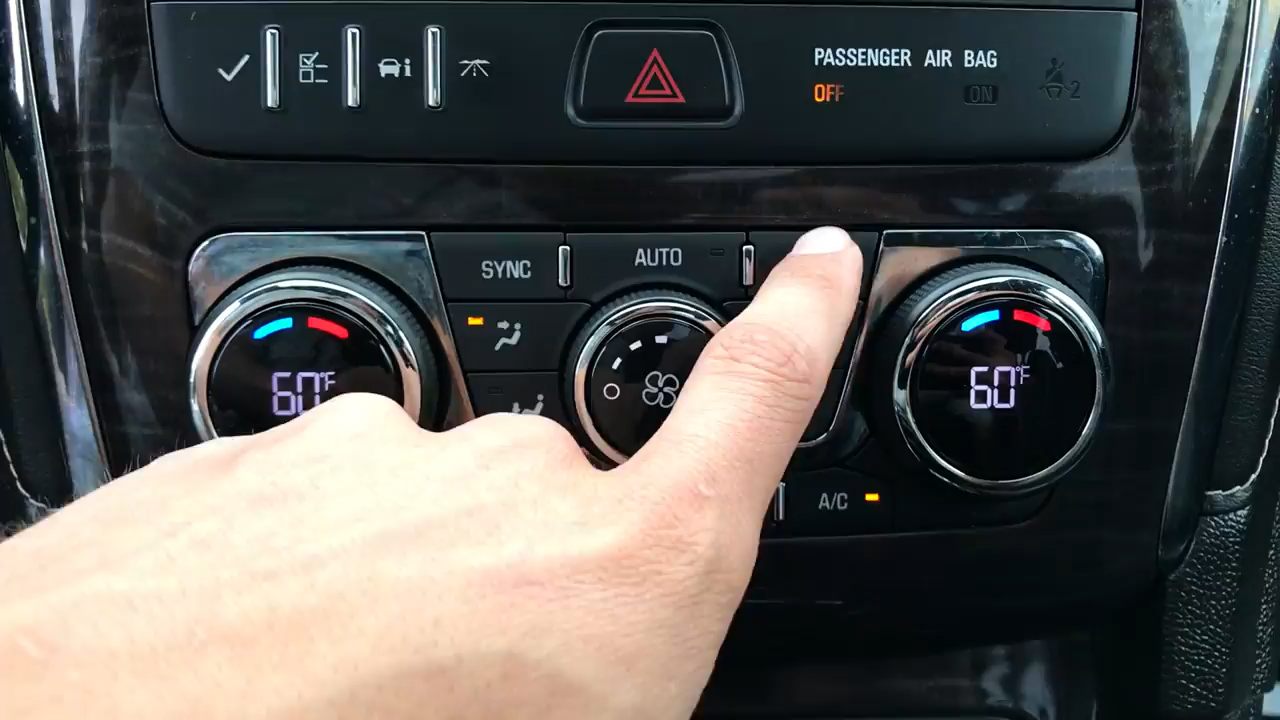 PASSENGER AIR BAG
OFF ON 2
SYNC AUTO
60°F 60°F
A/C